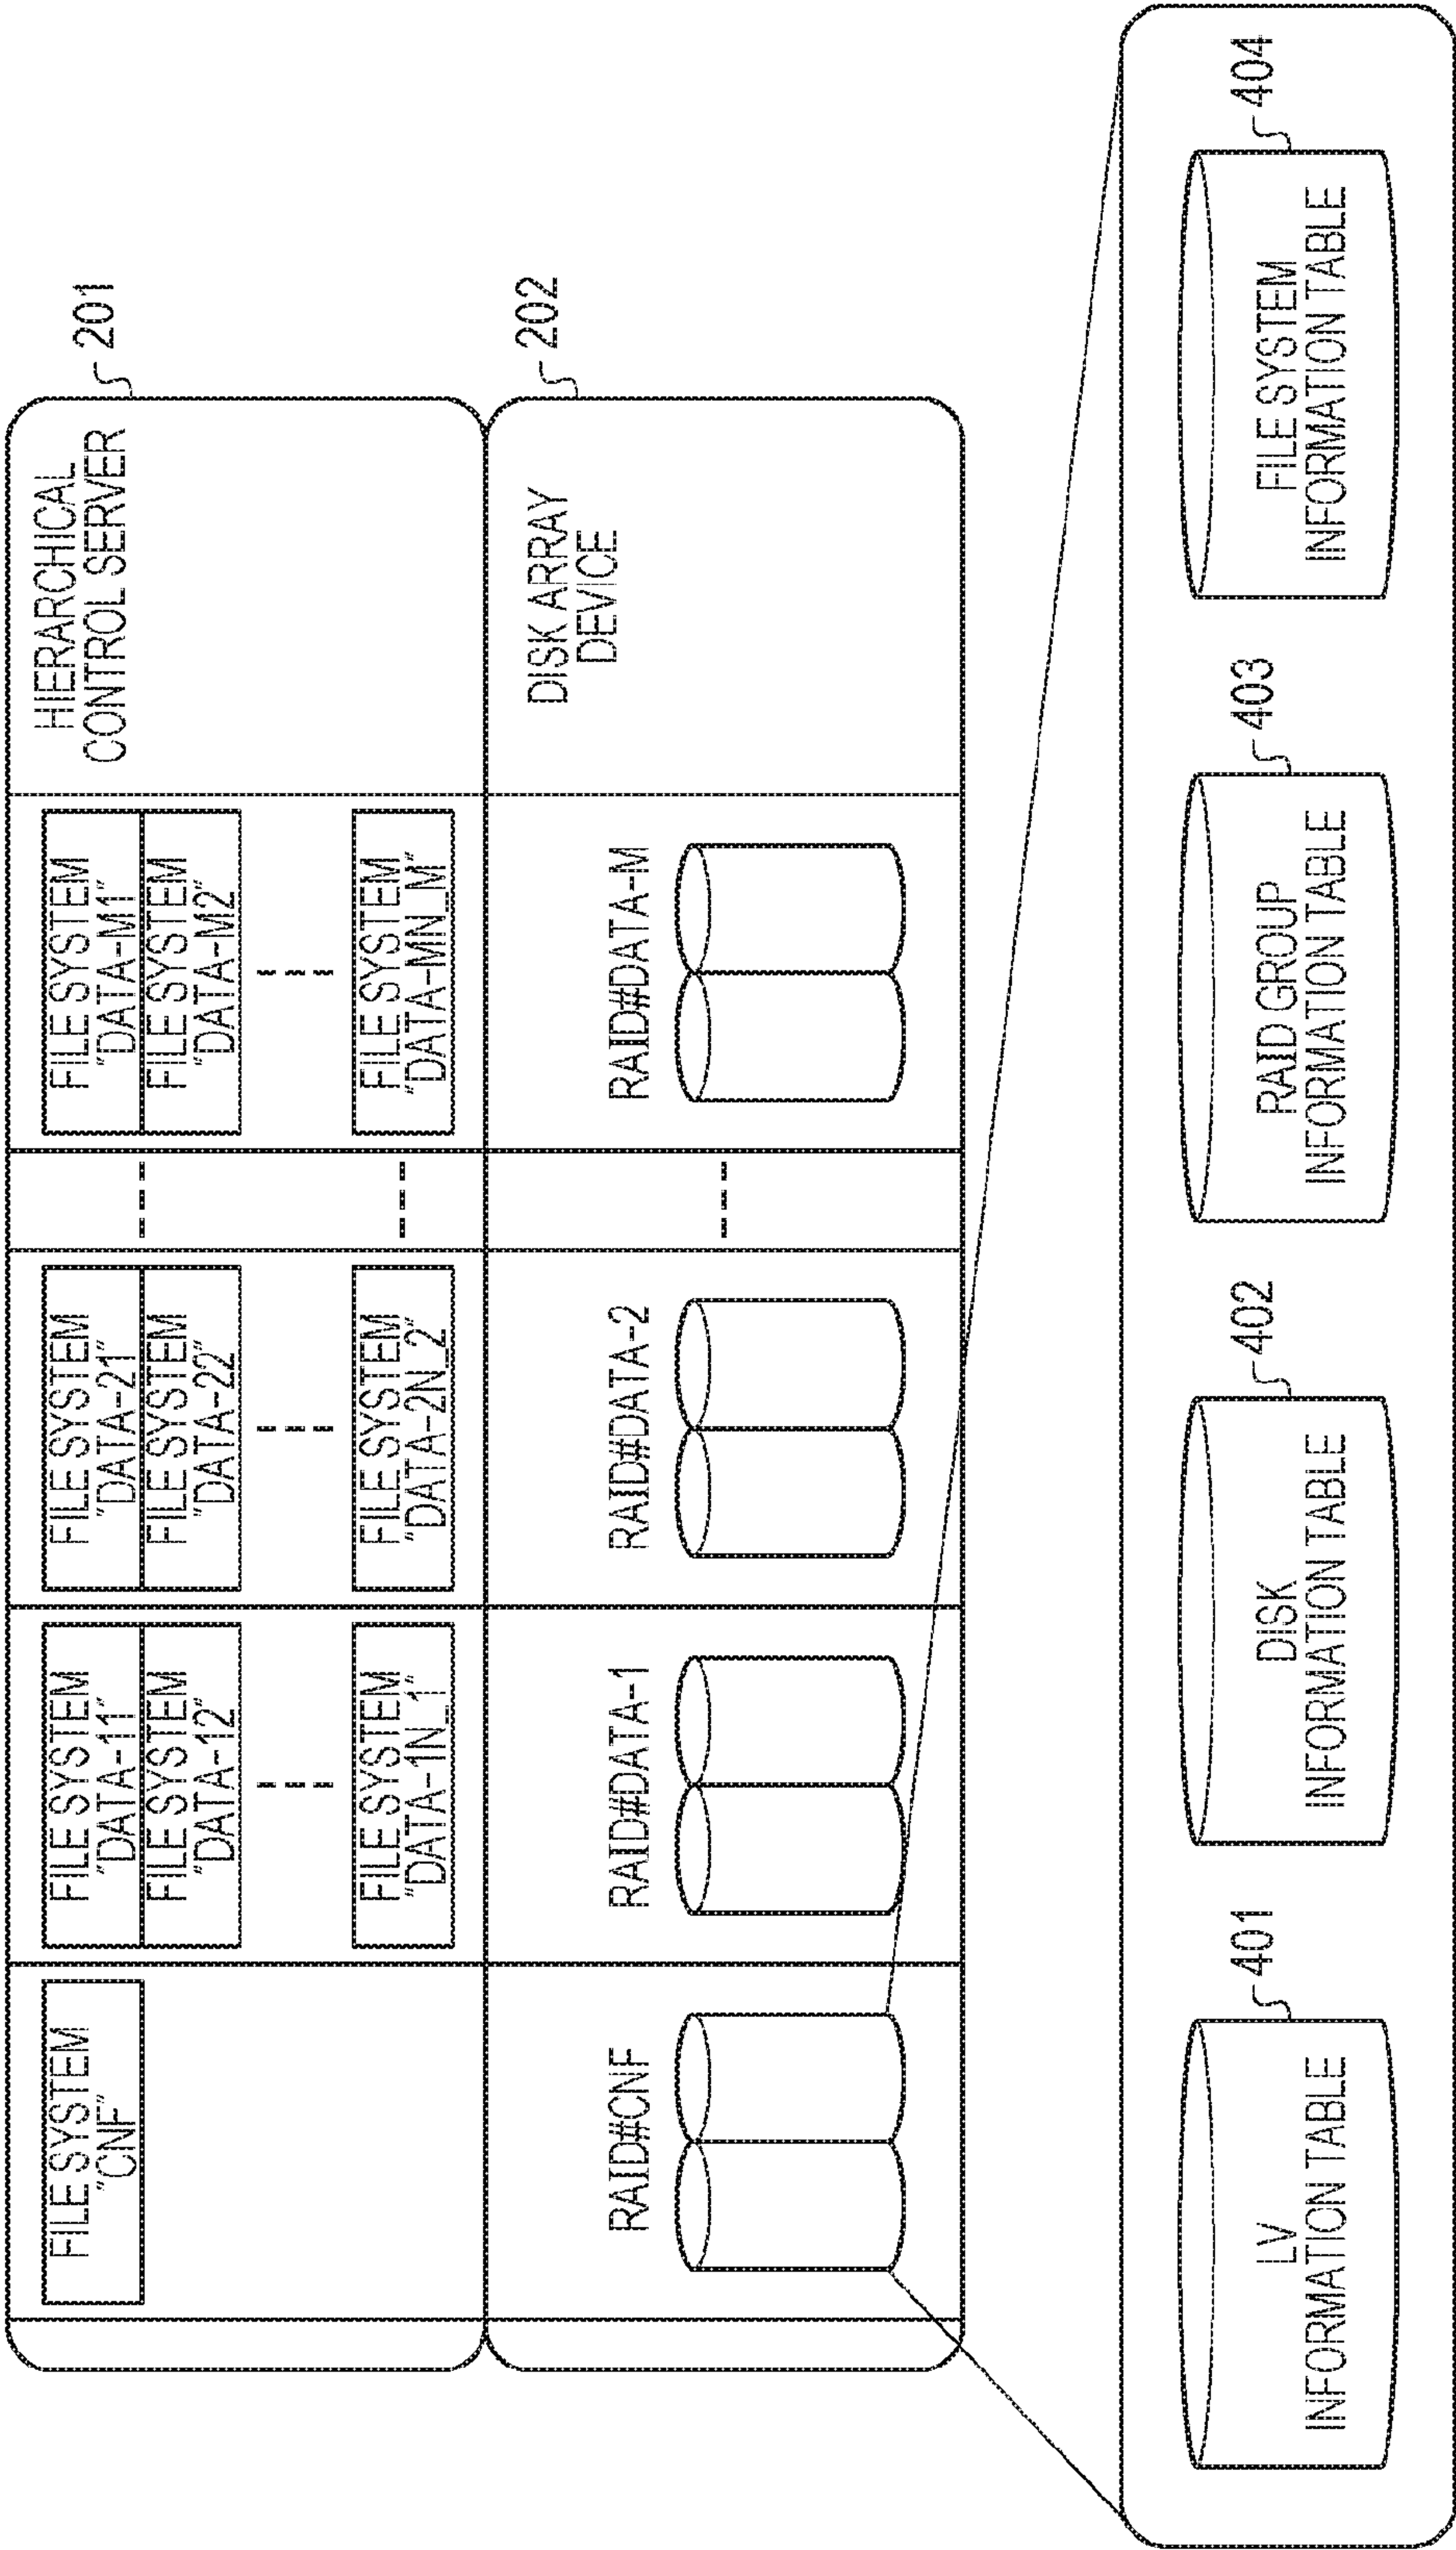 FILE SYSTEM
"CNF"
FILE SYSTEM
"DATA-11"
FILE SYSTEM
"DATA-12"
FILE SYSTEM
"DATA-1N_1"
FILE SYSTEM
"DATA-21"
FILE SYSTEM
"DATA-22"
FILE SYSTEM
"DATA-2N_2"
FILE SYSTEM
"DATA-M1"
FILE SYSTEM
"DATA-M2"
FILE SYSTEM
"DATA-MN_M"
HIERARCHICAL
CONTROL SERVER
201
RAID#CNF
RAID#DATA-1
RAID#DATA-2
RAID#DATA-M
DISK ARRAY
DEVICE
202
LV
INFORMATION TABLE
401
DISK
INFORMATION TABLE
402
RAID GROUP
INFORMATION TABLE
403
FILE SYSTEM
INFORMATION TABLE
404